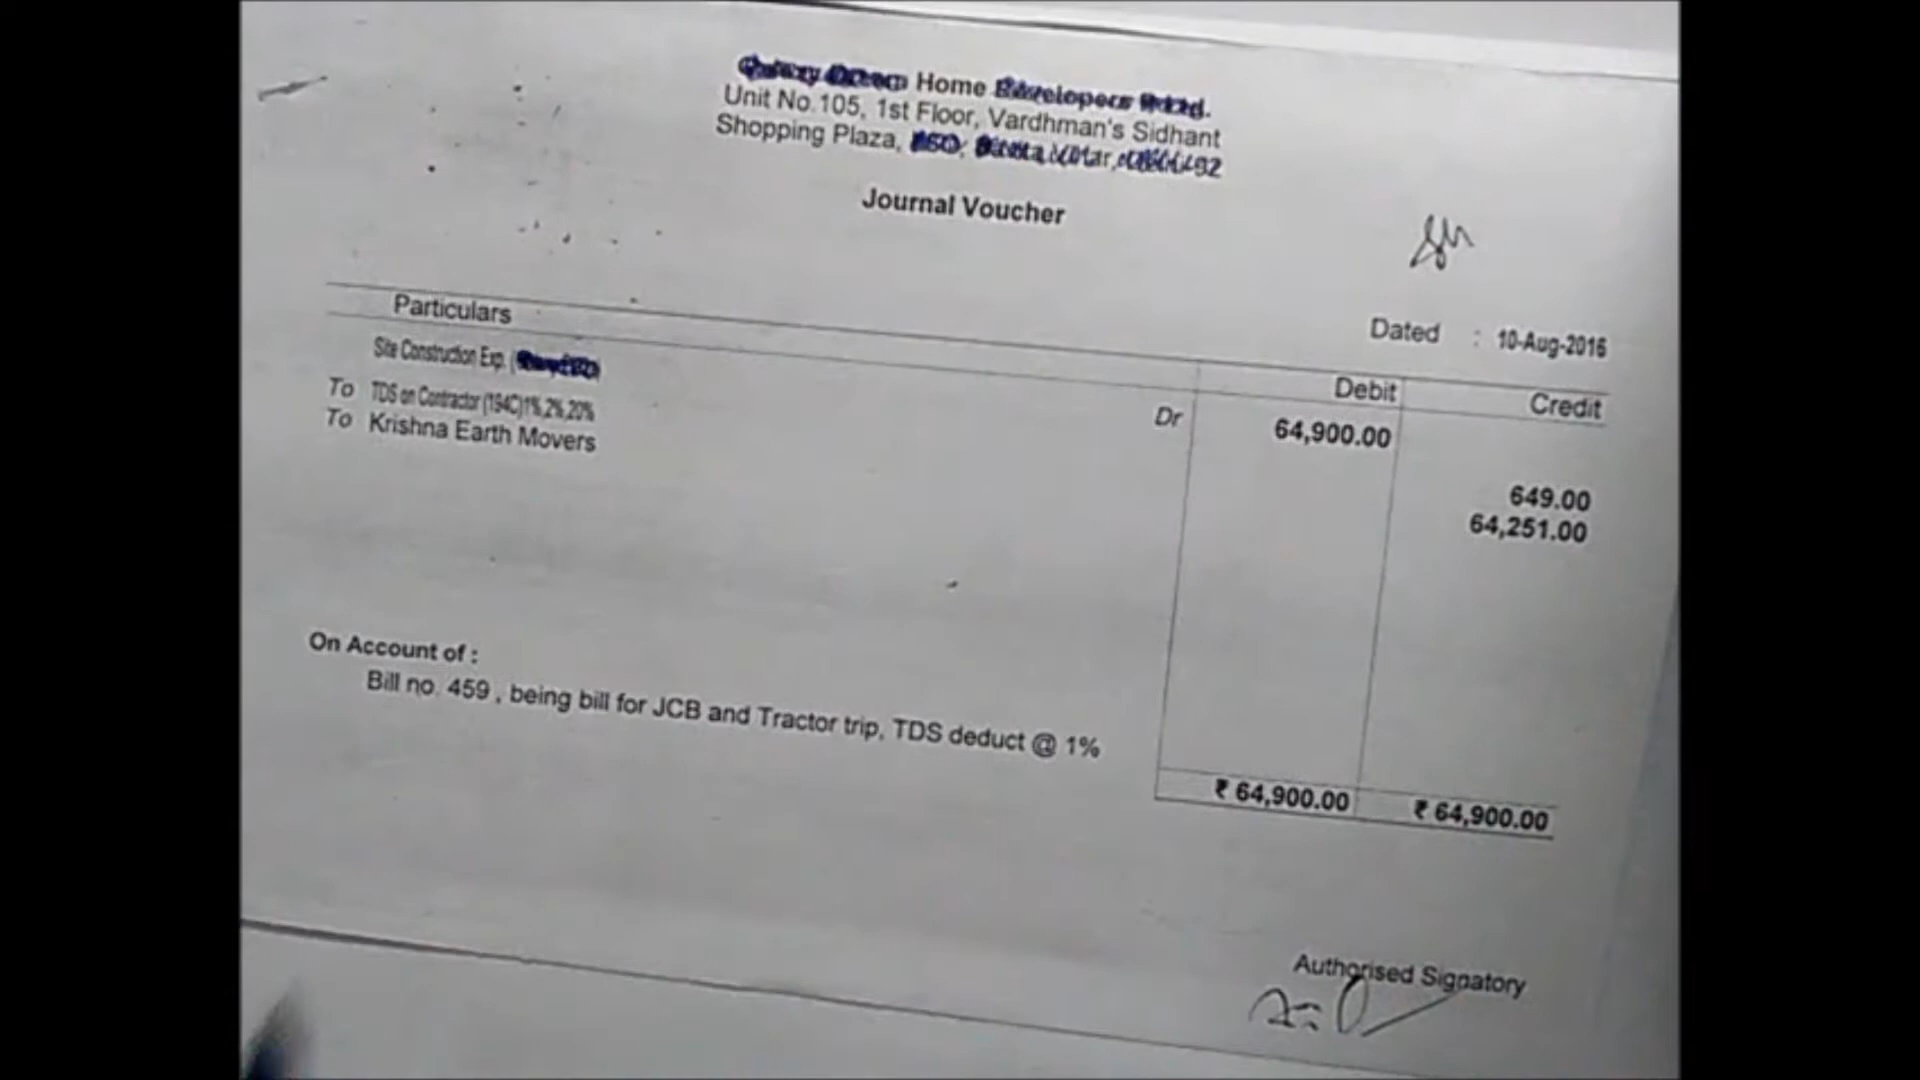 Home
Unit No.105, 1st Floor, Vardhman's Sidhant
Shopping Plaza,
Journal Voucher
Dated : 10-Aug-2016
Particulars Debit Credit
Site Construction Exp. Dr 64,900.00
To TDS on Contractor (194C)1%,2%,20% 649.00
To Krishna Earth Movers 64,251.00
On Account of :
Bill no. 459 , being bill for JCB and Tractor trip, TDS deduct @ 1%
₹ 64,900.00 ₹ 64,900.00
Authorised Signatory